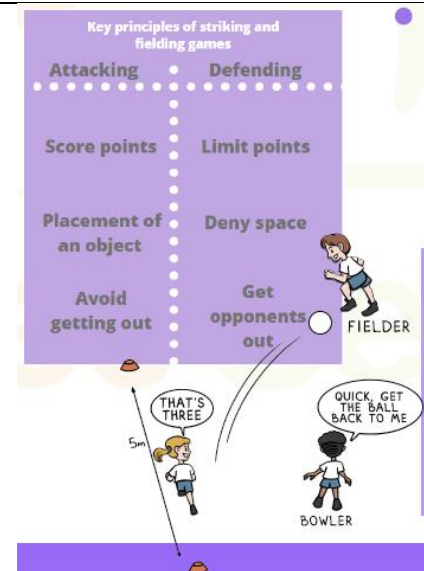 Key principles of striking and
fielding games
Attacking
Defending
Score points
Limit points
Placement of
an object
Deny space
Avoid
getting out
Get
opponents
out
FIELDER
THAT'S
THREE
QUICK, GET
THE BALL
BACK TO ME
5m
BOWLER